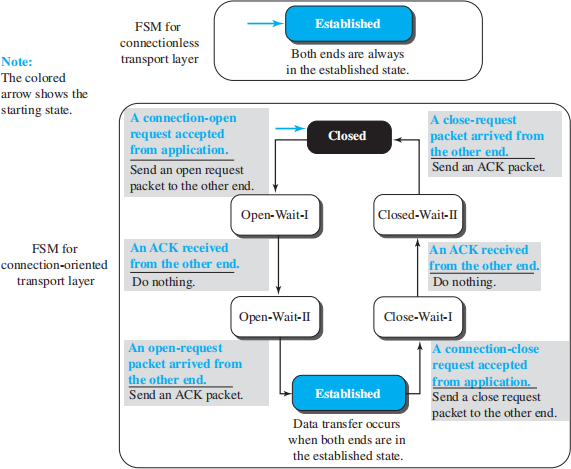 FSM for
connectionless
transport layer
Established
Both ends are always
in the established state.
Note:
The colored
arrow shows the
starting state.
FSM for
connection-oriented
transport layer
A connection-open
request accepted
from application.
Send an open request
packet to the other end.
Closed
A close-request
packet arrived from
the other end.
Send an ACK packet.
Open-Wait-I
Closed-Wait-II
An ACK received
from the other end.
Do nothing.
An ACK received
from the other end.
Do nothing.
Open-Wait-II
Close-Wait-I
An open-request
packet arrived from
the other end.
Send an ACK packet.
Established
A connection-close
request accepted
from application.
Send a close request
packet to the other end.
Data transfer occurs
when both ends are in
the established state.